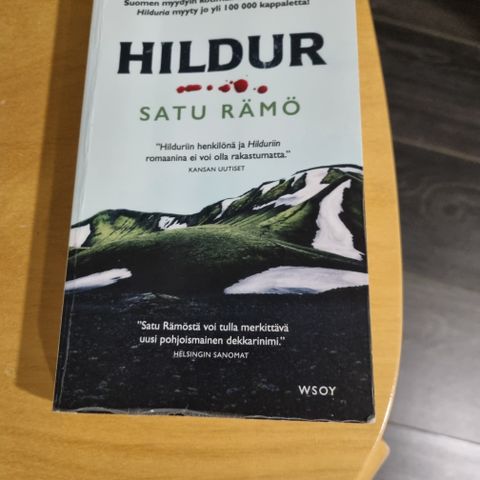 Suomen myydyin
Hilduria myyty jo yli 100 000 kappaletta!
HILDUR
SATU RÄMÖ
"Hilduriin henkilönä ja Hilduriin
romaanina ei voi olla rakastumatta."
KANSAN UUTISET
"Satu Rämöstä voi tulla merkittävä
uusi pohjoismainen dekkarinimi."
HELSINGIN SANOMAT
WSOY